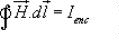 ∮H⃗.dl⃗ = I_enc